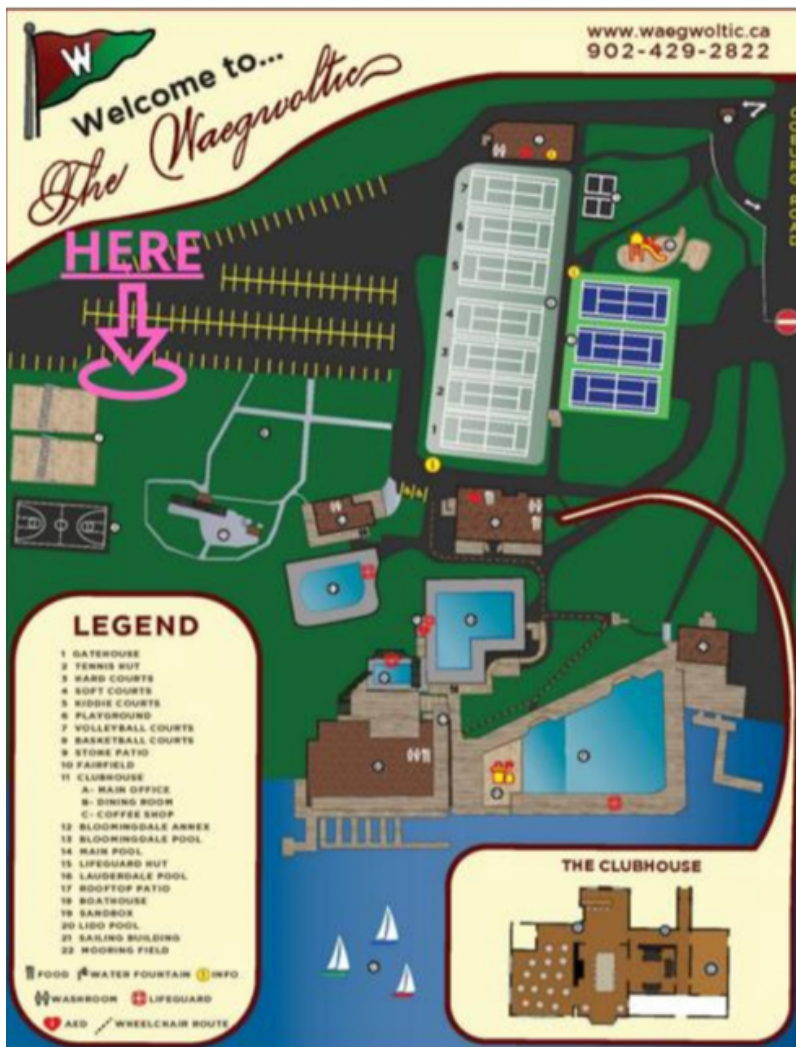 W
Welcome to...
The Waegwoltic
www.waegwoltic.ca
902-429-2822
COBURG ROAD
HERE
7
6
5
4
3
2
1
LEGEND
1 GATEHOUSE
2 TENNIS HUT
3 HARD COURTS
4 SOFT COURTS
5 KIDDIE COURTS
6 PLAYGROUND
7 VOLLEYBALL COURTS
8 BASKETBALL COURTS
9 STONE PATIO
10 FAIRFIELD
11 CLUBHOUSE
A- MAIN OFFICE
B- DINING ROOM
C- COFFEE SHOP
12 BLOOMINGDALE ANNEX
13 BLOOMINGDALE POOL
14 MAIN POOL
15 LIFEGUARD HUT
16 LAUDERDALE POOL
17 ROOFTOP PATIO
18 BOATHOUSE
19 SANDBOX
20 LIDO POOL
21 SAILING BUILDING
22 MOORING FIELD
FOOD WATER FOUNTAIN INFO
WASHROOM LIFEGUARD
AED WHEELCHAIR ROUTE
THE CLUBHOUSE